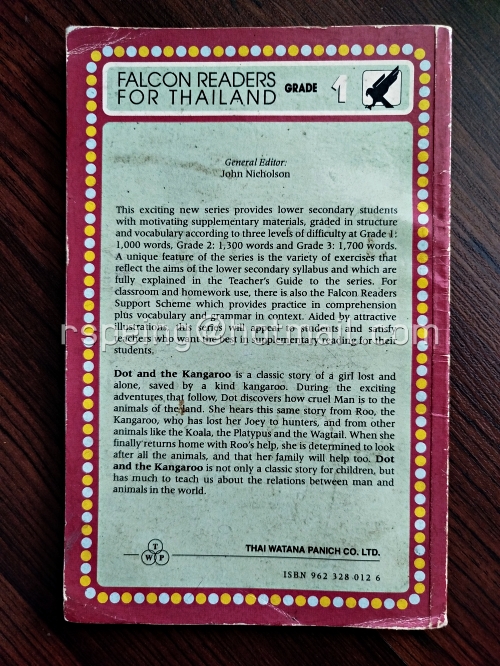 FALCON READERS
FOR THAILAND GRADE 1
General Editor:
John Nicholson
This exciting new series provides lower secondary students
with motivating supplementary materials, graded in structure
and vocabulary according to three levels of difficulty at Grade 1:
1,000 words, Grade 2: 1,300 words and Grade 3: 1,700 words.
A unique feature of the series is the variety of exercises that
reflect the aims of the lower secondary syllabus and which are
fully explained in the Teacher's Guide to the series. For
classroom and homework use, there is also the Falcon Readers
Support Scheme which provides practice in comprehension
plus vocabulary and grammar in context. Aided by attractive
illustrations, this series will appeal to students and satisfy
teachers who want the best in supplementary reading for their
students.
Dot and the Kangaroo is a classic story of a girl lost and
alone, saved by a kind kangaroo. During the exciting
adventures that follow, Dot discovers how cruel Man is to the
animals of the land. She hears this same story from Roo, the
Kangaroo, who has lost her Joey to hunters, and from other
animals like the Koala, the Platypus and the Wagtail. When she
finally returns home with Roo's help, she is determined to look
after all the animals, and that her family will help too. Dot
and the Kangaroo is not only a classic story for children, but
has much to teach us about the relations between man and
animals in the world.
T
W P
THAI WATANA PANICH CO. LTD.
ISBN 962 328 012 6